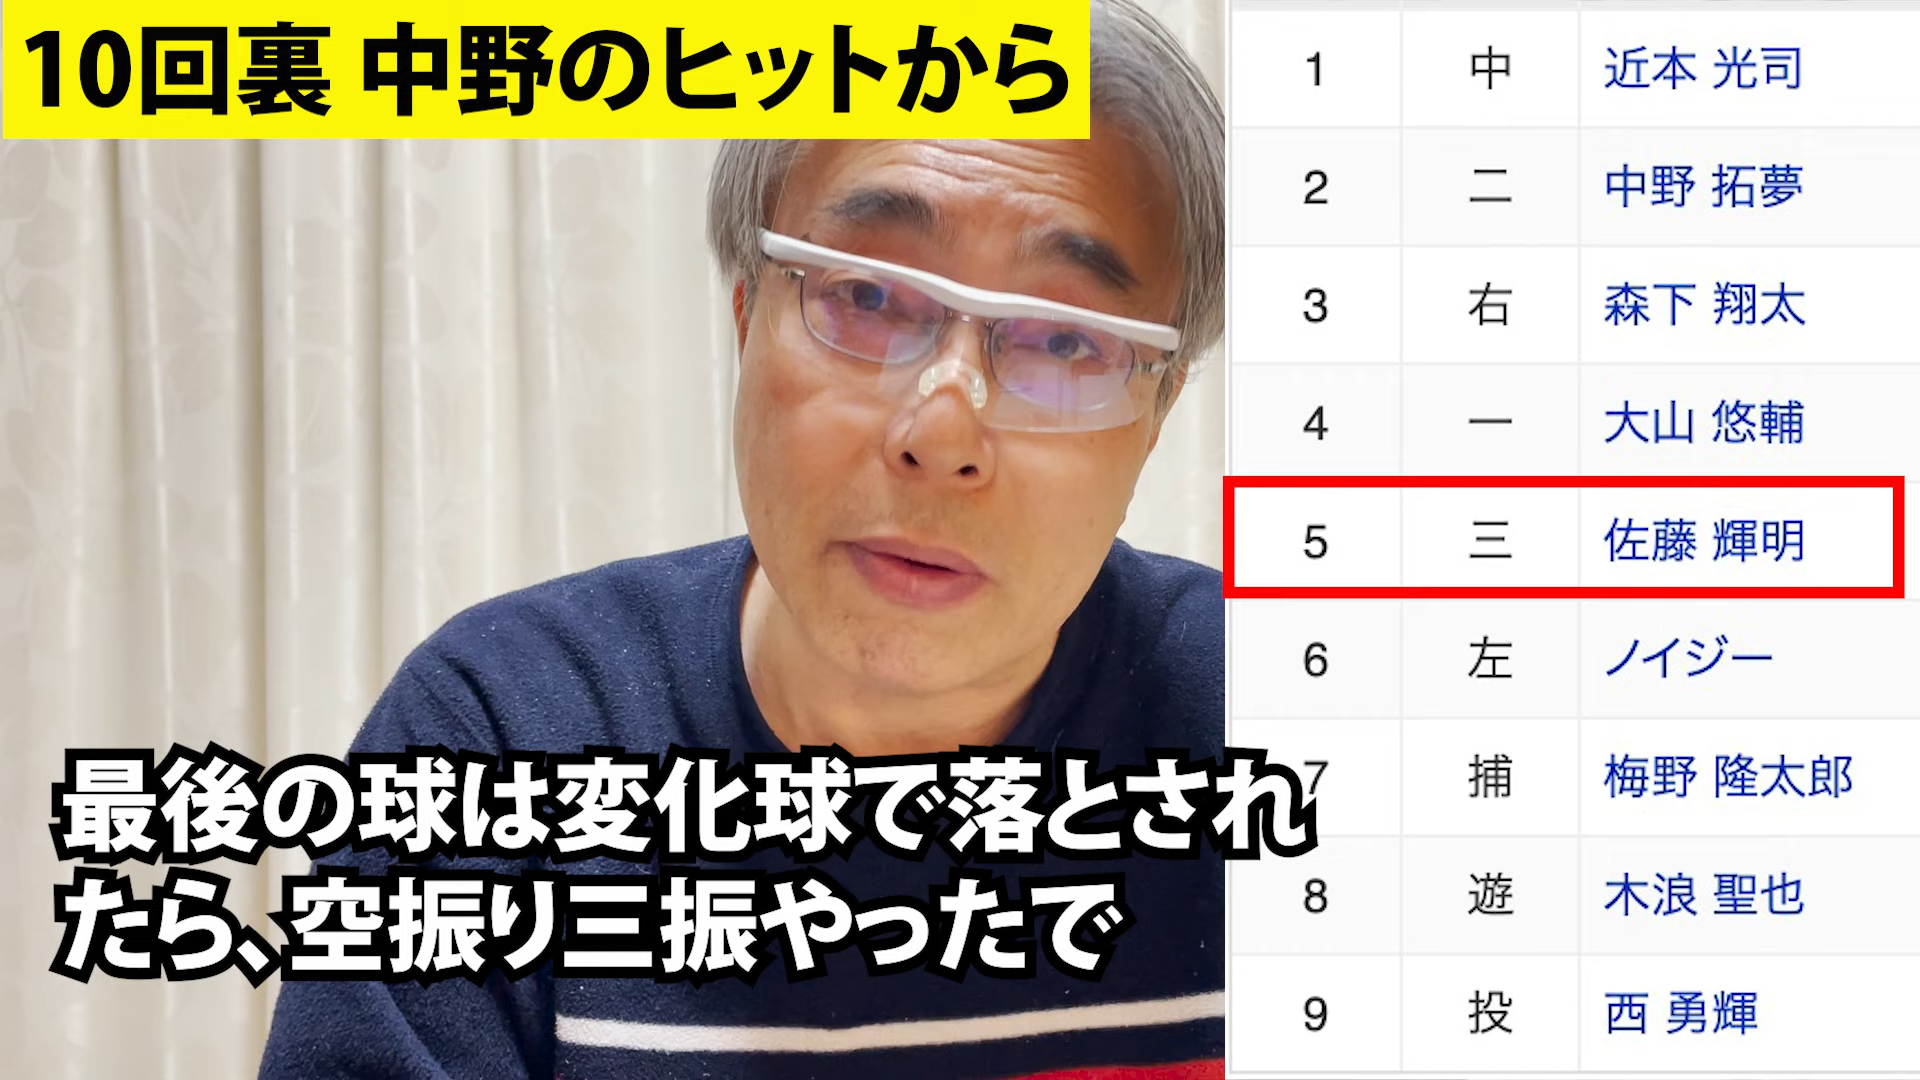 10回裏 中野のヒットから
1 中 近本 光司
2 二 中野 拓夢
3 右 森下 翔太
4 一 大山 悠輔
5 三 佐藤 輝明
6 左 ノイジー
7 捕 梅野 隆太郎
8 遊 木浪 聖也
9 投 西 勇輝
最後の球は変化球で落とされ
たら、空振り三振やったで